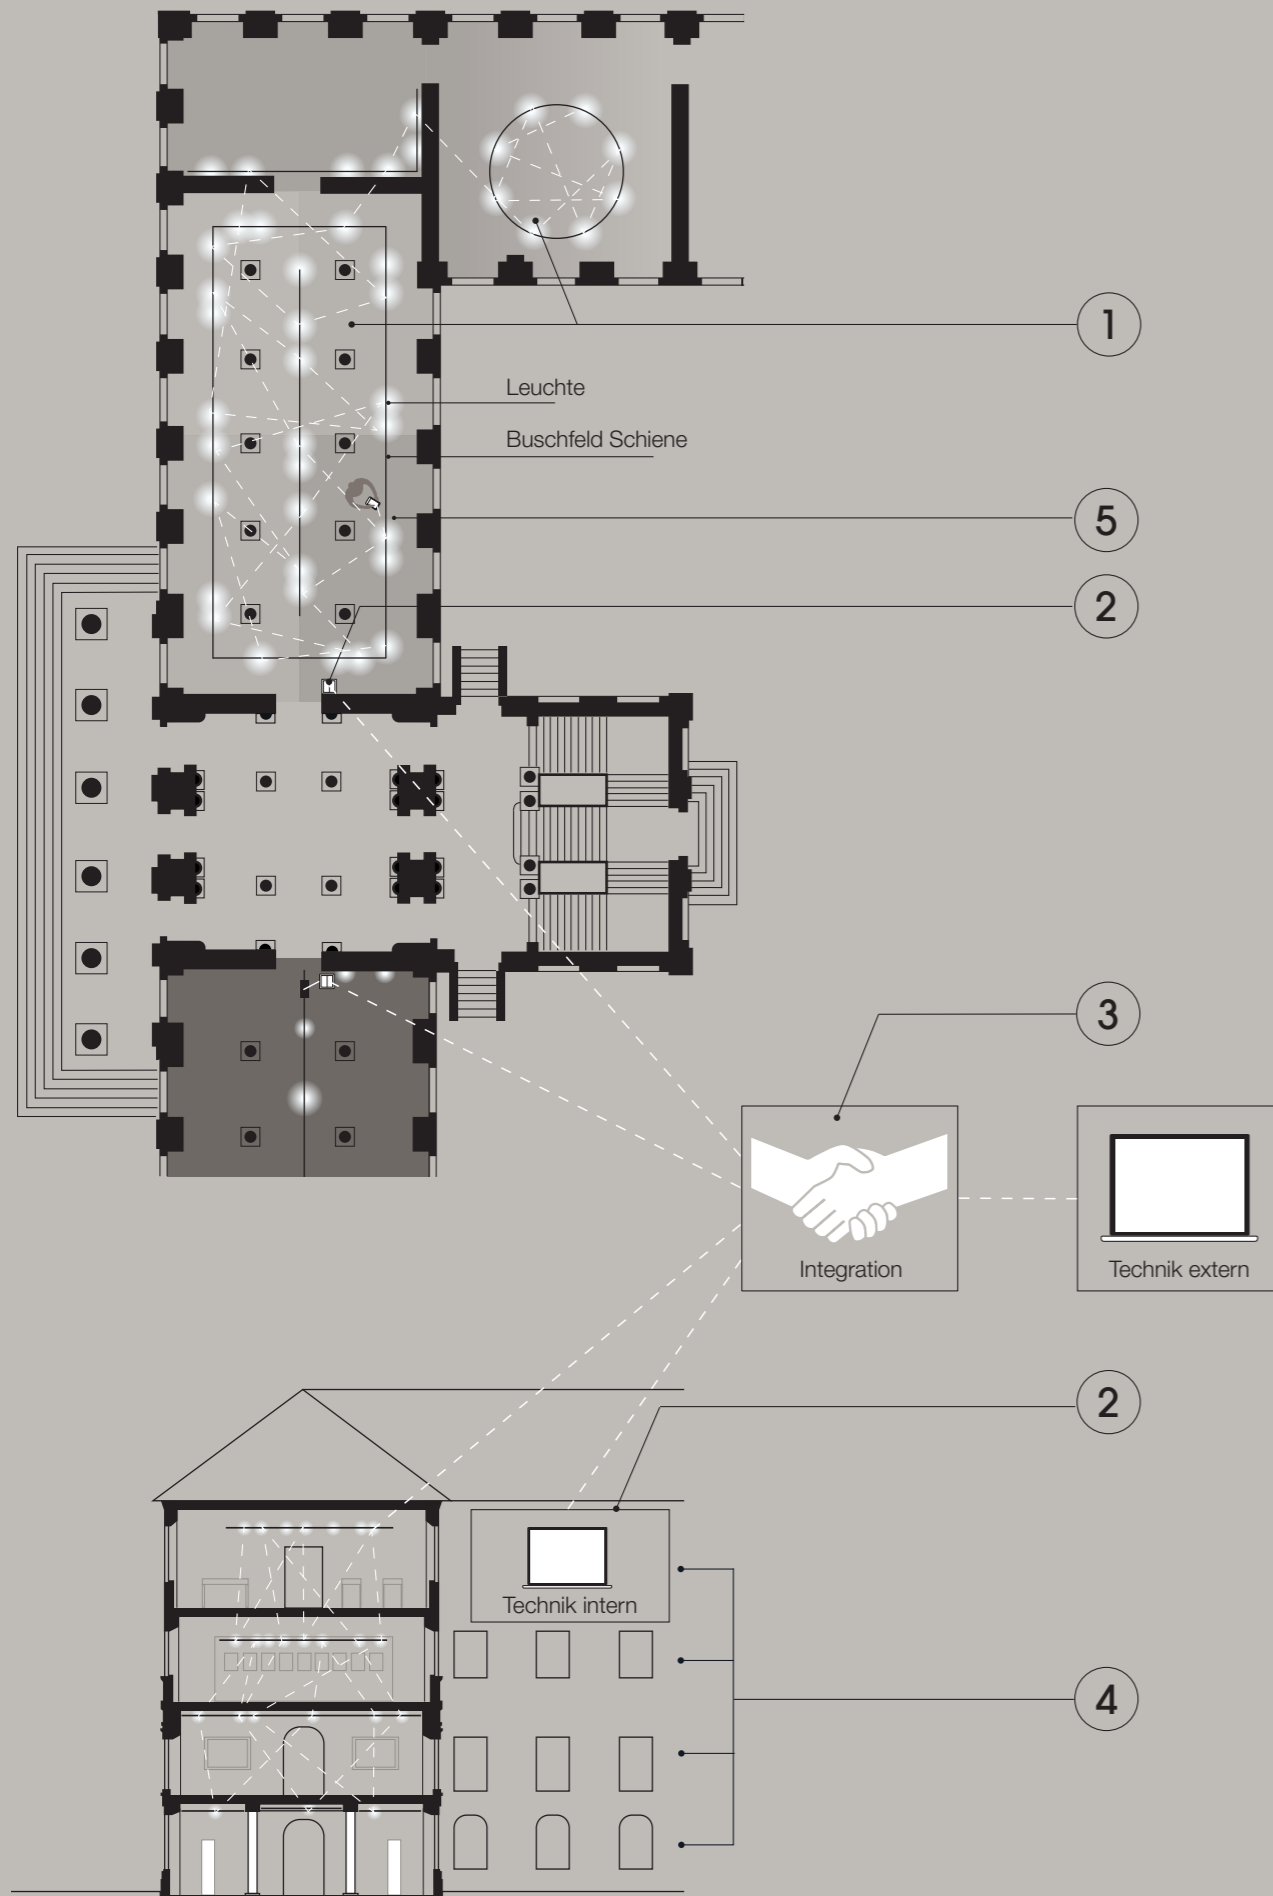 1
Leuchte
Buschfeld Schiene
5
2
3
Integration
Technik extern
2
Technik intern
4